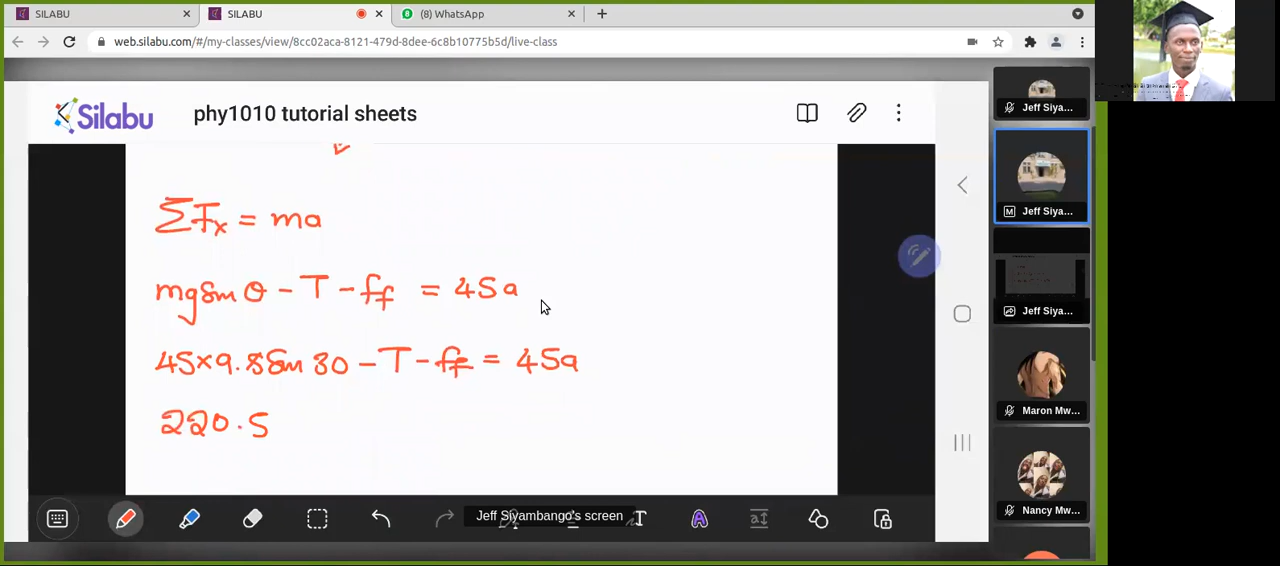 SILABU
SILABU
(8) WhatsApp
web.silabu.com/#/my-classes/view/8cc02aca-8121-479d-8dee-6c8b10775b5d/live-class
Silabu
phy1010 tutorial sheets
ΣFx = ma
mgsin θ - T - ff = 45a
45×9.8Sin 30 - T - ff = 45a
220.5
Jeff Siyambango's screen
T
A
a
Jeff Siya...
Jeff Siya...
Jeff Siya...
Maron Mw...
Nancy Mw...